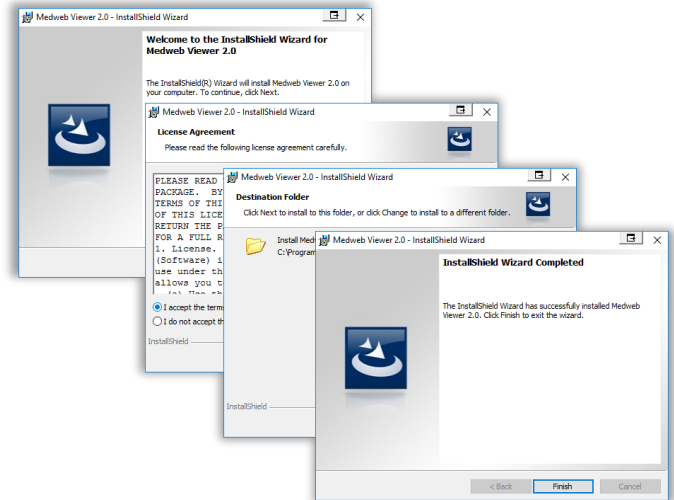 Medweb Viewer 2.0 - InstallShield Wizard
Welcome to the InstallShield Wizard for
Medweb Viewer 2.0
The InstallShield(R) Wizard will install Medweb Viewer 2.0 on
your computer. To continue, click Next.
Medweb Viewer 2.0 - InstallShield Wizard
License Agreement
Please read the following license agreement carefully.
PLEASE READ
PACKAGE. BY
TERMS OF THI
OF THIS LICE
RETURN THE P
FOR A FULL R
1. License.
(Software) i
use under th
allows you t
I accept the terms
I do not accept th
InstallShield
Medweb Viewer 2.0 - InstallShield Wizard
Destination Folder
Click Next to install to this folder, or click Change to install to a different folder.
Install Med
C:\Program
InstallShield
Medweb Viewer 2.0 - InstallShield Wizard
InstallShield Wizard Completed
The InstallShield Wizard has successfully installed Medweb
Viewer 2.0. Click Finish to exit the wizard.
< Back Finish Cancel